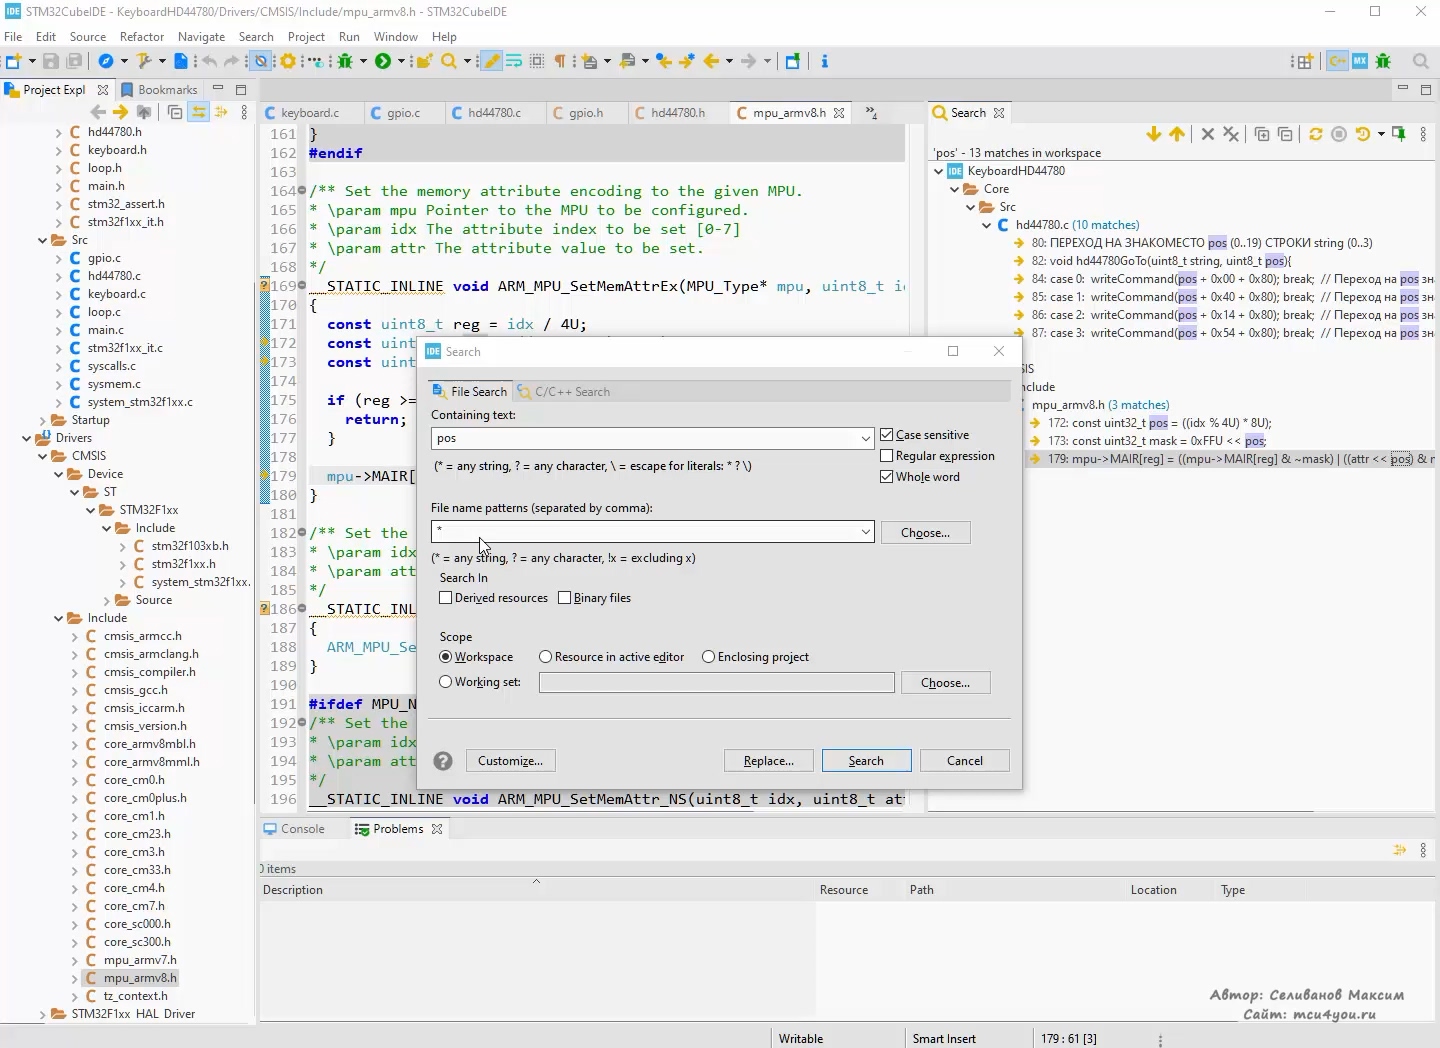 STM32CubeIDE - KeyboardHD44780/Drivers/CMSIS/Include/mpu_armv8.h - STM32CubeIDE
File Edit Source Refactor Navigate Search Project Run Window Help
Project Expl
Bookmarks
hd44780.h
keyboard.h
loop.h
main.h
stm32_assert.h
stm32f1xx_it.h
Src
gpio.c
hd44780.c
keyboard.c
loop.c
main.c
stm32f1xx_it.c
syscalls.c
sysmem.c
system_stm32f1xx.c
Startup
Drivers
CMSIS
Device
ST
STM32F1xx
Include
stm32f103xb.h
stm32f1xx.h
system_stm32f1xx.
Source
Include
cmsis_armcc.h
cmsis_armclang.h
cmsis_compiler.h
cmsis_gcc.h
cmsis_iccarm.h
cmsis_version.h
core_armv8mbl.h
core_armv8mml.h
core_cm0.h
core_cm0plus.h
core_cm1.h
core_cm23.h
core_cm3.h
core_cm33.h
core_cm4.h
core_cm7.h
core_sc000.h
core_sc300.h
mpu_armv7.h
mpu_armv8.h
tz_context.h
STM32F1xx_HAL_Driver
keyboard.c
gpio.c
hd44780.c
gpio.h
hd44780.h
mpu_armv8.h
»4
161 }
162 #endif
163
164 /** Set the memory attribute encoding to the given MPU.
165 * \param mpu Pointer to the MPU to be configured.
166 * \param idx The attribute index to be set [0-7]
167 * \param attr The attribute value to be set.
168 */
169 __STATIC_INLINE void ARM_MPU_SetMemAttrEx(MPU_Type* mpu, uint8_t i
170 {
171 const uint8_t reg = idx / 4U;
172 const uint
173 const uint
174
175 if (reg >=
176 return;
177 }
178
179 mpu->MAIR[
180 }
181
182 /** Set the
183 * \param idx
184 * \param att
185 */
186 __STATIC_INL
187 {
188 ARM_MPU_Se
189 }
190
191 #ifdef MPU_N
192 /** Set the
193 * \param idx
194 * \param att
195 */
196 __STATIC_INLINE void ARM_MPU_SetMemAttr_NS(uint8_t idx, uint8_t at
Search
'pos' - 13 matches in workspace
KeyboardHD44780
Core
Src
hd44780.c (10 matches)
80: ПЕРЕХОД НА ЗНАКОМЕСТО pos (0..19) СТРОКИ string (0..3)
82: void hd44780GoTo(uint8_t string, uint8_t pos){
84: case 0: writeCommand(pos + 0x00 + 0x80); break; // Переход на pos зн
85: case 1: writeCommand(pos + 0x40 + 0x80); break; // Переход на pos зн
86: case 2: writeCommand(pos + 0x14 + 0x80); break; // Переход на pos зн
87: case 3: writeCommand(pos + 0x54 + 0x80); break; // Переход на pos зн
SIS
nclude
mpu_armv8.h (3 matches)
172: const uint32_t pos = ((idx % 4U) * 8U);
173: const uint32_t mask = 0xFFU << pos;
179: mpu->MAIR[reg] = ((mpu->MAIR[reg] & ~mask) | ((attr << pos) & r
Search
File Search
C/C++ Search
Containing text:
pos
Case sensitive
(* = any string, ? = any character, \ = escape for literals: * ? \)
Regular expression
Whole word
File name patterns (separated by comma):
*
Choose...
(* = any string, ? = any character, !x = excluding x)
Search In
Derived resources
Binary files
Scope
Workspace
Resource in active editor
Enclosing project
Working set:
Choose...
Customize...
Replace...
Search
Cancel
Console
Problems
0 items
Description
Resource
Path
Location
Type
Автор: Селиванов Максим
Сайт: mcu4you.ru
Writable
Smart Insert
179 : 61 [3]